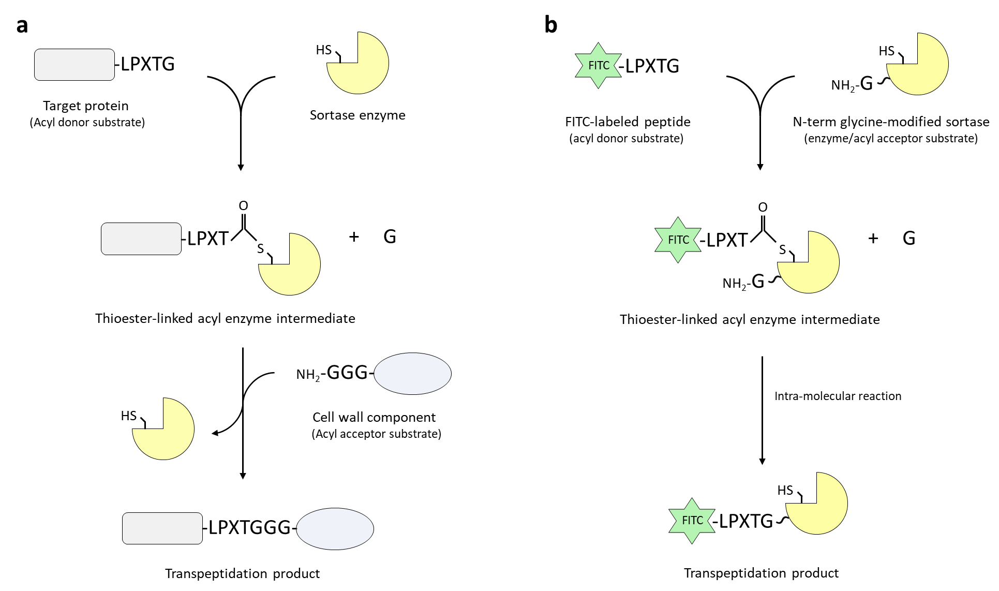 a
-LPXTG
HS
Target protein
(Acyl donor substrate)
Sortase enzyme
O
-LPXT
S
+ G
Thioester-linked acyl enzyme intermediate
NH2-GGG-
HS
Cell wall component
(Acyl acceptor substrate)
-LPXTGGG-
Transpeptidation product
b
FITC
-LPXTG
HS
NH2-G
FITC-labeled peptide
(acyl donor substrate)
N-term glycine-modified sortase
(enzyme/acyl acceptor substrate)
O
FITC
-LPXT
S
+ G
NH2-G
Thioester-linked acyl enzyme intermediate
Intra-molecular reaction
HS
FITC
-LPXTG
Transpeptidation product